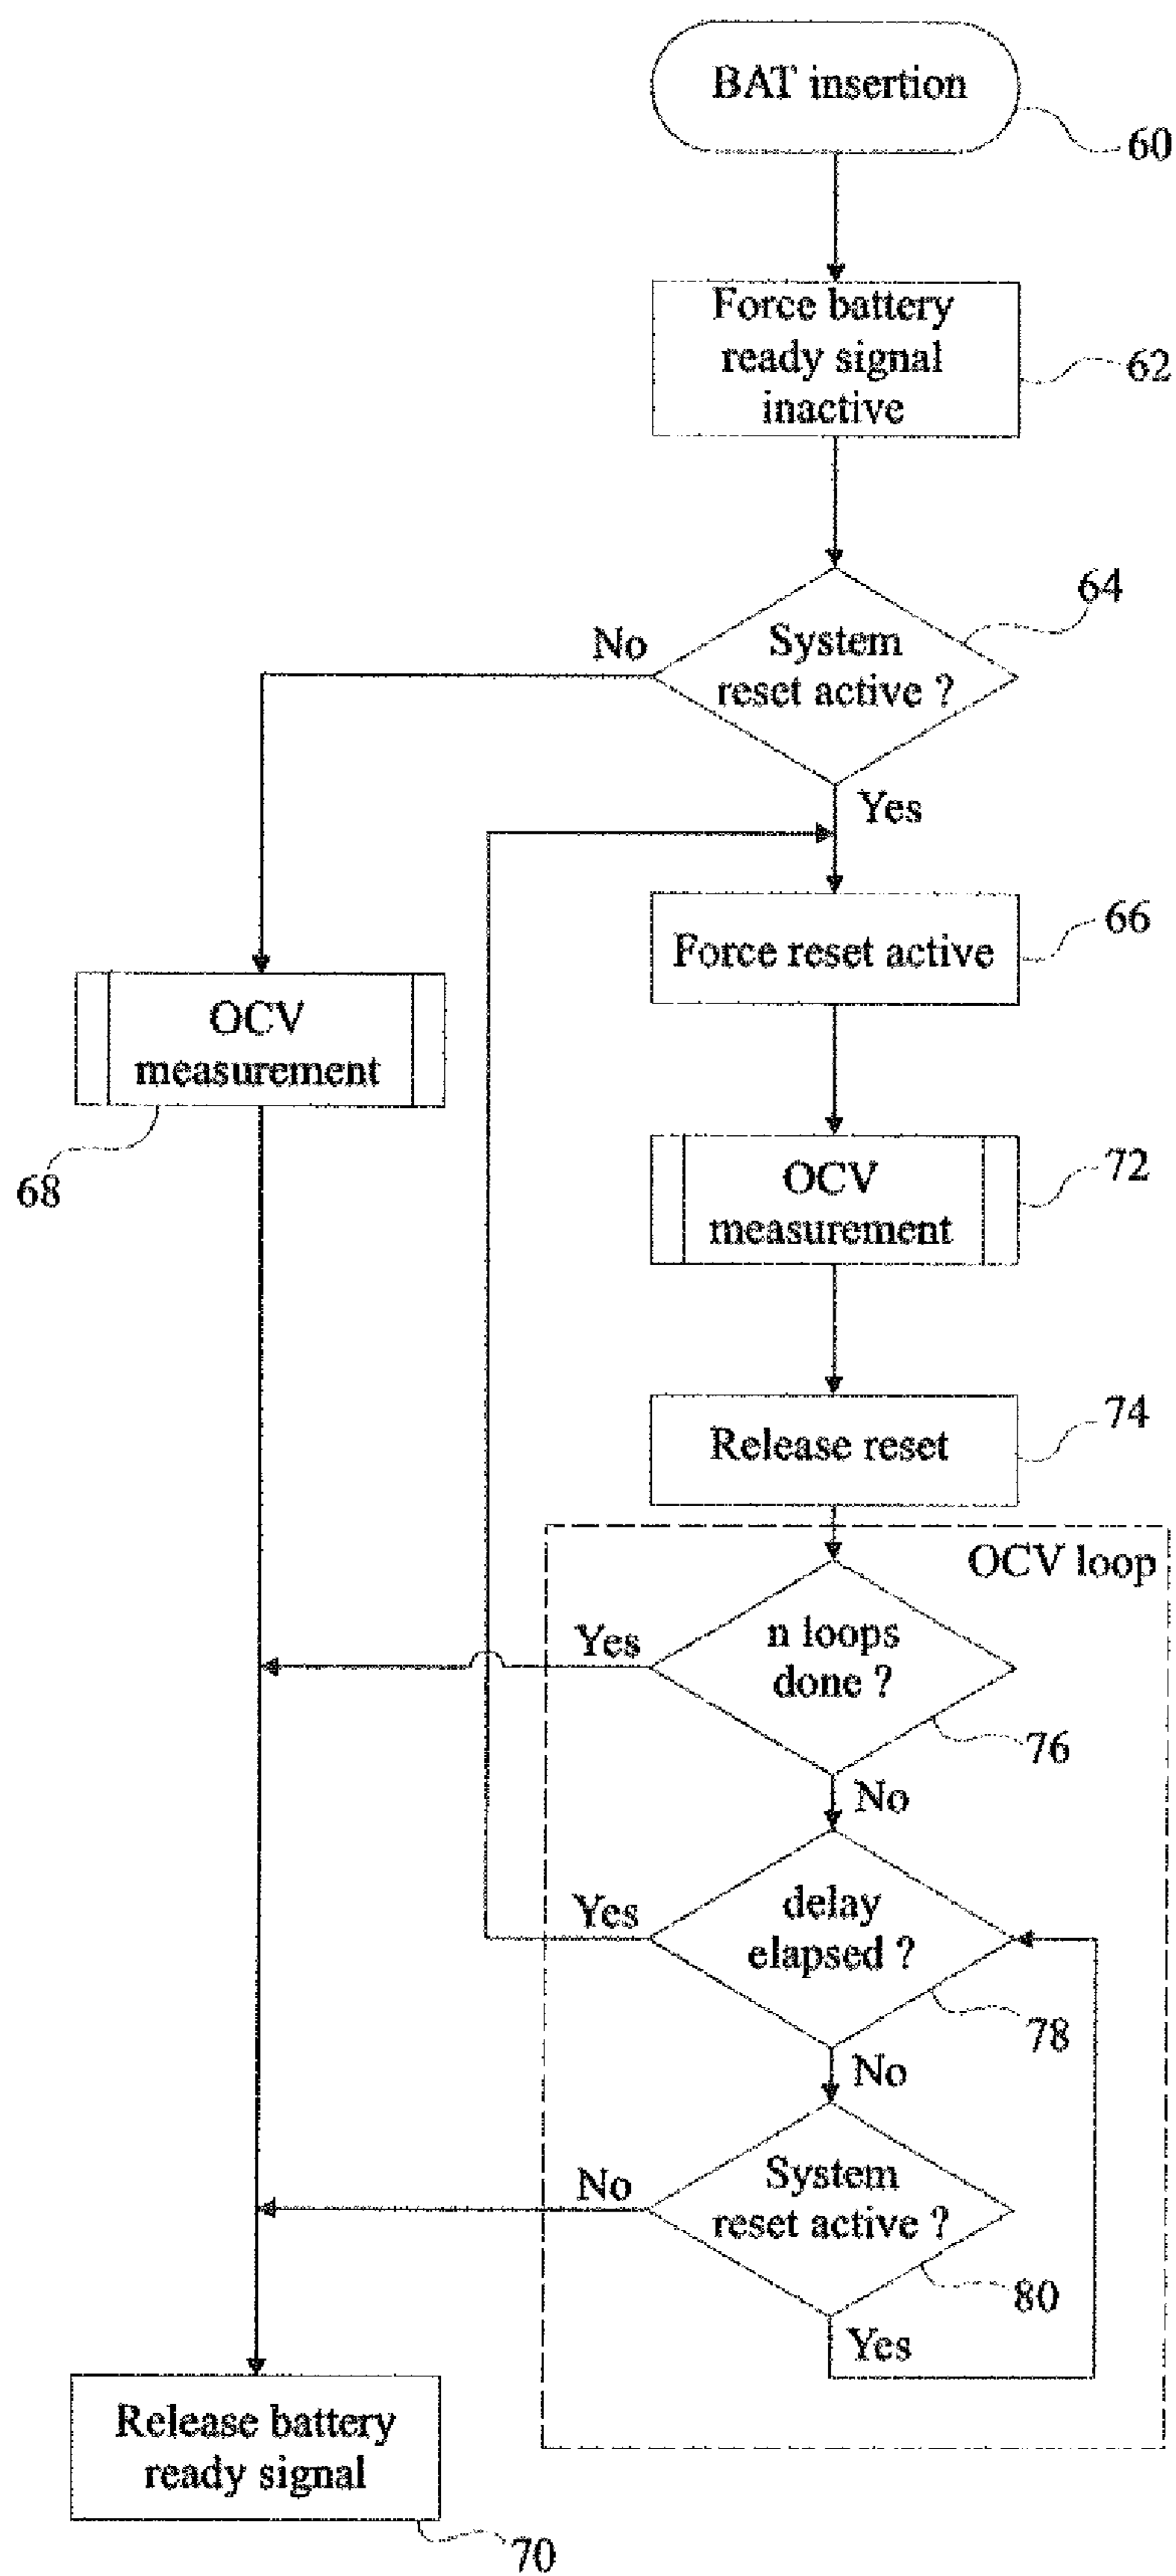 BAT insertion
60
Force battery
ready signal
inactive
62
64
System
reset active ?
No
Yes
66
Force reset active
OCV
measurement
68
72
OCV
measurement
74
Release reset
OCV loop
n loops
done ?
Yes
76
No
delay
elapsed ?
Yes
78
No
System
reset active ?
No
80
Yes
Release battery
ready signal
70